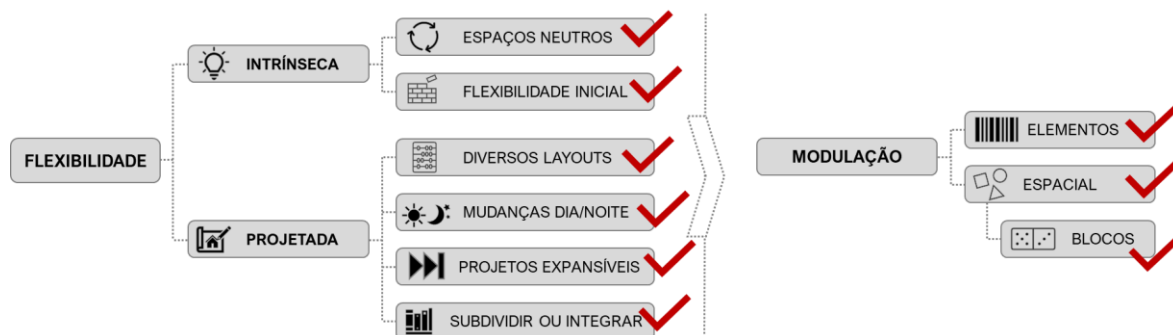 FLEXIBILIDADE
INTRÍNSECA
ESPAÇOS NEUTROS
FLEXIBILIDADE INICIAL
PROJETADA
DIVERSOS LAYOUTS
MUDANÇAS DIA/NOITE
PROJETOS EXPANSÍVEIS
SUBDIVIDIR OU INTEGRAR
MODULAÇÃO
ELEMENTOS
ESPACIAL
BLOCOS